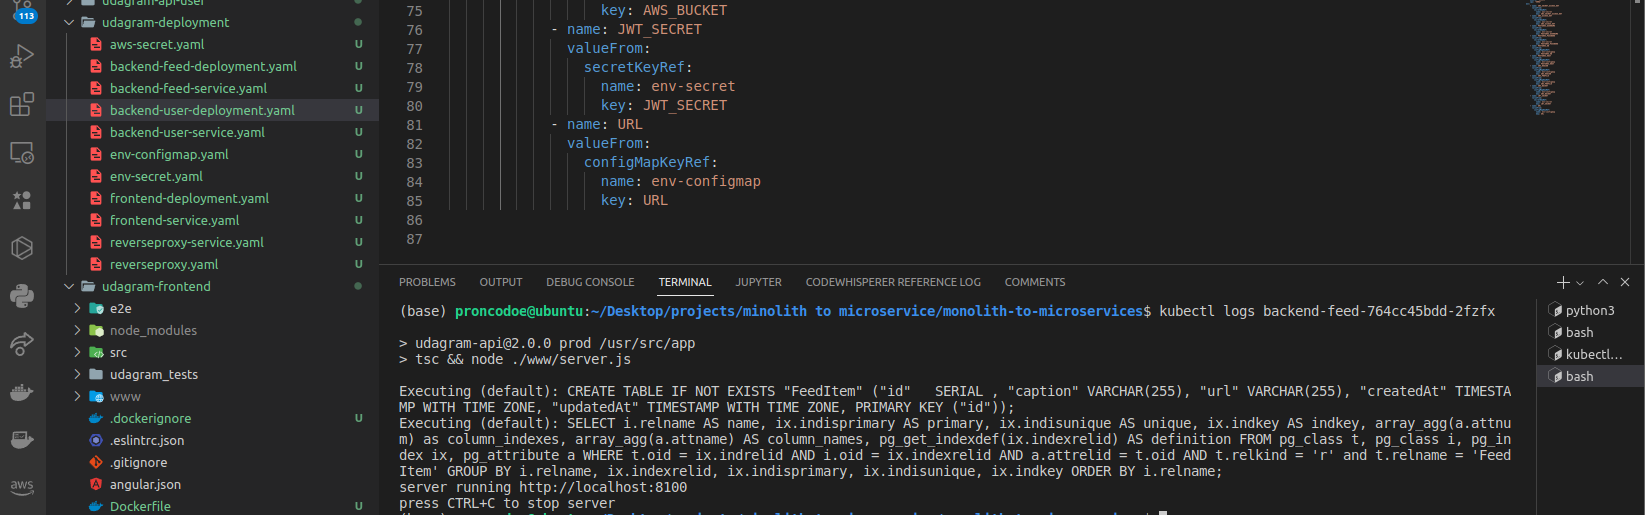 113
udagram-api-user
udagram-deployment
aws-secret.yaml U
backend-feed-deployment.yaml U
backend-feed-service.yaml U
backend-user-deployment.yaml U
backend-user-service.yaml U
env-configmap.yaml U
env-secret.yaml U
frontend-deployment.yaml U
frontend-service.yaml U
reverseproxy-service.yaml U
reverseproxy.yaml U
udagram-frontend
e2e
node_modules
src
udagram_tests
www
.dockerignore U
.eslintrc.json
.gitignore
angular.json
Dockerfile U
aws
75 key: AWS_BUCKET
76 - name: JWT_SECRET
77 valueFrom:
78 secretKeyRef:
79 name: env-secret
80 key: JWT_SECRET
81 - name: URL
82 valueFrom:
83 configMapKeyRef:
84 name: env-configmap
85 key: URL
86
87
PROBLEMS OUTPUT DEBUG CONSOLE TERMINAL JUPYTER CODEWHISPERER REFERENCE LOG COMMENTS
(base) proncodoe@ubuntu:~/Desktop/projects/minolith to microservice/monolith-to-microservices$ kubectl logs backend-feed-764cc45bdd-2fzfx
> udagram-api@2.0.0 prod /usr/src/app
> tsc && node ./www/server.js
Executing (default): CREATE TABLE IF NOT EXISTS "FeedItem" ("id"   SERIAL , "caption" VARCHAR(255), "url" VARCHAR(255), "createdAt" TIMESTA
MP WITH TIME ZONE, "updatedAt" TIMESTAMP WITH TIME ZONE, PRIMARY KEY ("id"));
Executing (default): SELECT i.relname AS name, ix.indisprimary AS primary, ix.indisunique AS unique, ix.indkey AS indkey, array_agg(a.attnu
m) as column_indexes, array_agg(a.attname) AS column_names, pg_get_indexdef(ix.indexrelid) AS definition FROM pg_class t, pg_class i, pg_in
dex ix, pg_attribute a WHERE t.oid = ix.indrelid AND i.oid = ix.indexrelid AND a.attrelid = t.oid AND t.relkind = 'r' and t.relname = 'Feed
Item' GROUP BY i.relname, ix.indexrelid, ix.indisprimary, ix.indisunique, ix.indkey ORDER BY i.relname;
server running http://localhost:8100
press CTRL+C to stop server
python3
bash
kubectl...
bash